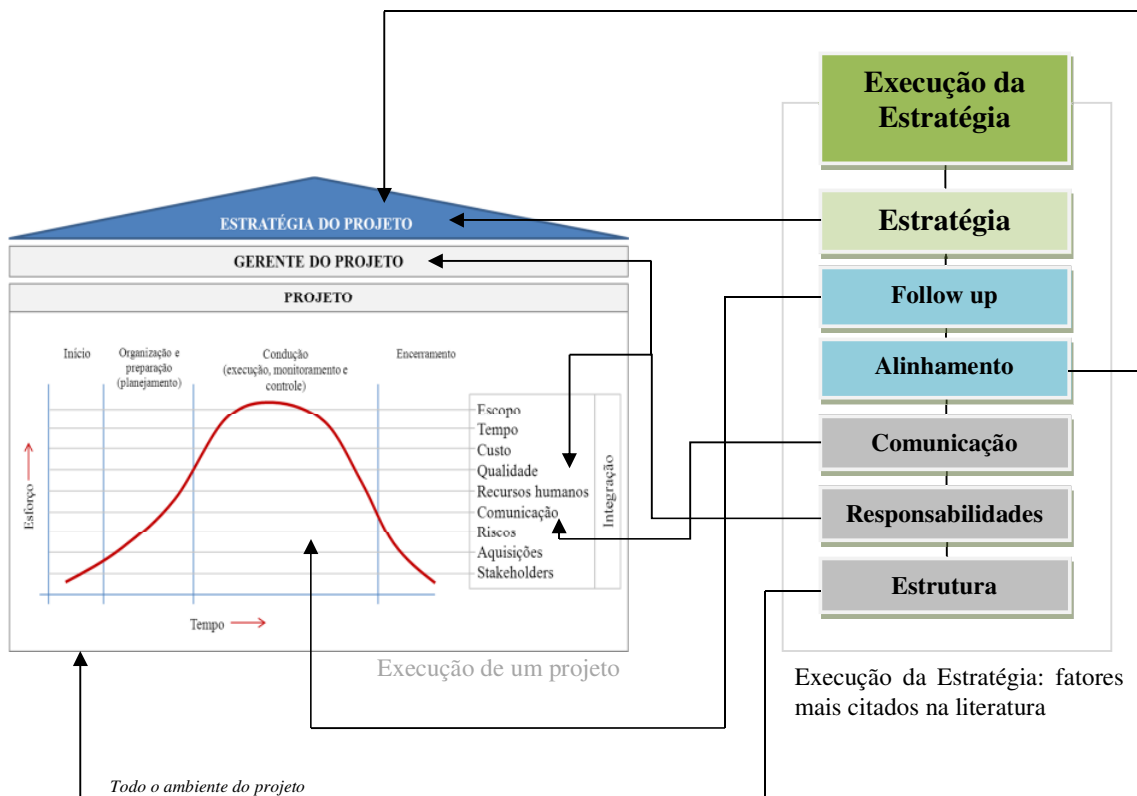 ESTRATÉGIA DO PROJETO
GERENTE DO PROJETO
PROJETO
Início
Organização e
preparação
(planejamento)
Condução
(execução, monitoramento e
controle)
Encerramento
Esforço
Tempo
Escopo
Tempo
Custo
Qualidade
Recursos humanos
Comunicação
Riscos
Aquisições
Stakeholders
Integração
Execução de um projeto
Todo o ambiente do projeto
Execução da
Estratégia
Estratégia
Follow up
Alinhamento
Comunicação
Responsabilidades
Estrutura
Execução da Estratégia: fatores
mais citados na literatura